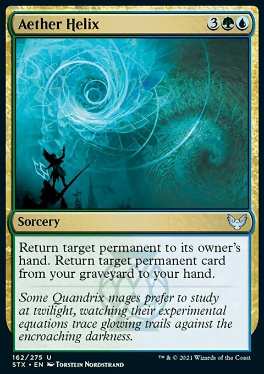 Aether Helix 3
Sorcery
Return target permanent to its owner's
hand. Return target permanent card
from your graveyard to your hand.
Some Quandrix mages prefer to study
at twilight, watching their experimental
equations trace glowing trails against the
encroaching darkness.
162/275 U
STX • EN TORSTEIN NORDSTRAND
™ & © 2021 Wizards of the Coast